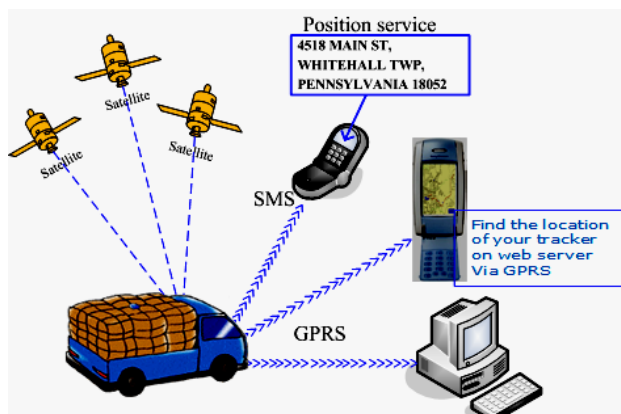 Position service
4518 MAIN ST,
WHITEHALL TWP,
PENNSYLVANIA 18052
Satellite
Satellite
Satellite
SMS
Find the location
of your tracker
on web server
Via GPRS
GPRS